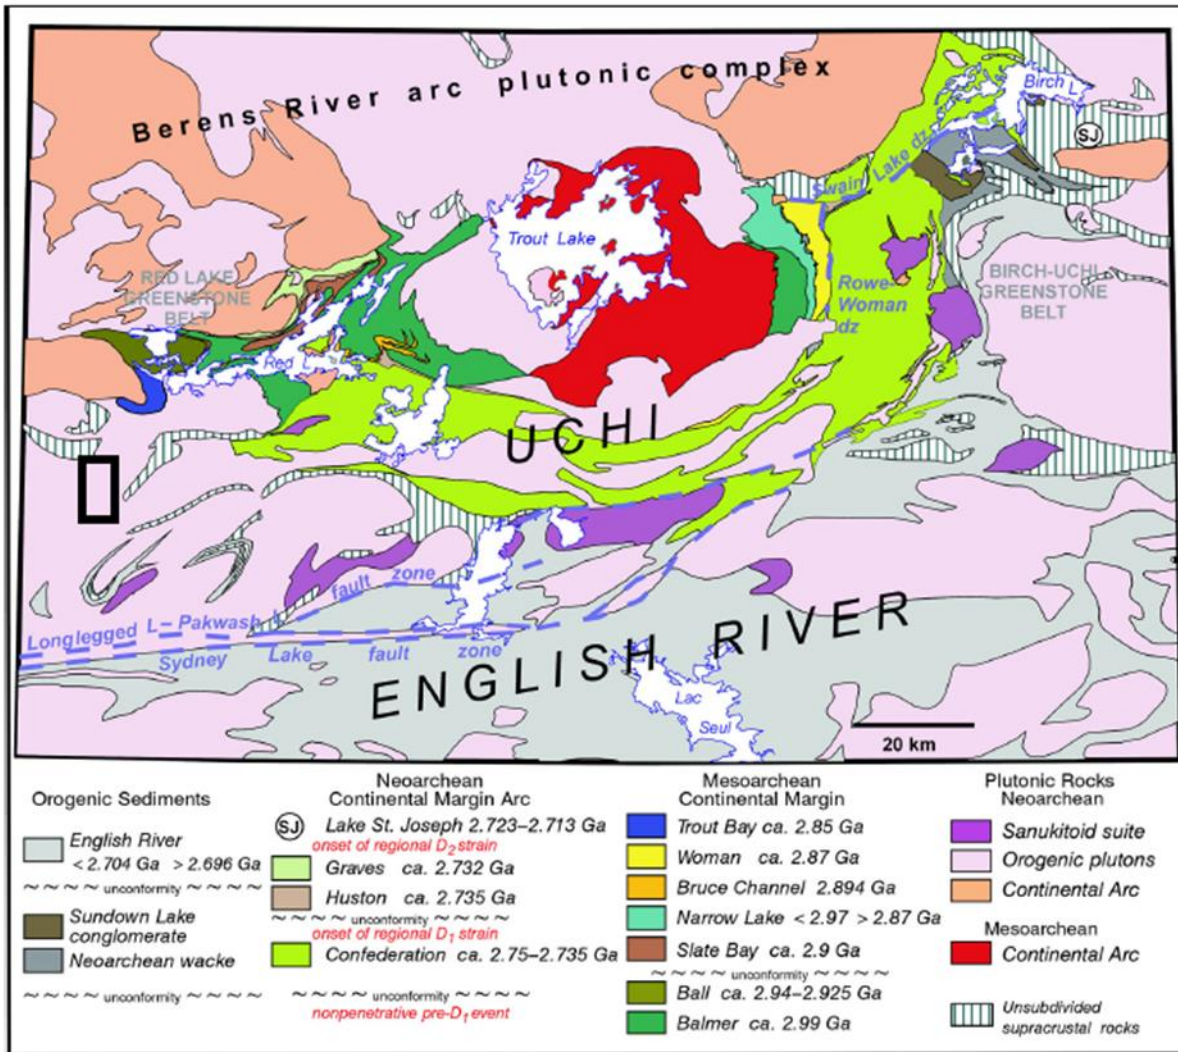 Berens River arc plutonic complex
Birch L
SJ
Swain Lake dz
Trout Lake
RED LAKE
GREENSTONE
BELT
Rowe-
Woman
dz
BIRCH-UCHI
GREENSTONE
BELT
Red L
UCHI
Longlegged L – Pakwash L fault zone
Sydney Lake fault zone
ENGLISH RIVER
Lac
Seul
20 km
Orogenic Sediments
English River
< 2.704 Ga > 2.696 Ga
~ ~ ~ ~ unconformity ~ ~ ~ ~
Sundown Lake
conglomerate
Neoarchean wacke
~ ~ ~ ~ unconformity ~ ~ ~ ~
Neoarchean
Continental Margin Arc
SJ Lake St. Joseph 2.723–2.713 Ga
onset of regional D2 strain
Graves ca. 2.732 Ga
Huston ca. 2.735 Ga
~ ~ ~ ~ unconformity ~ ~ ~ ~
onset of regional D1 strain
Confederation ca. 2.75–2.735 Ga
~ ~ ~ ~ unconformity ~ ~ ~ ~
nonpenetrative pre-D1 event
Mesoarchean
Continental Margin
Trout Bay ca. 2.85 Ga
Woman ca. 2.87 Ga
Bruce Channel 2.894 Ga
Narrow Lake < 2.97 > 2.87 Ga
Slate Bay ca. 2.9 Ga
~ ~ ~ ~ unconformity ~ ~ ~ ~
Ball ca. 2.94–2.925 Ga
Balmer ca. 2.99 Ga
Plutonic Rocks
Neoarchean
Sanukitoid suite
Orogenic plutons
Continental Arc
Mesoarchean
Continental Arc
Unsubdivided
supracrustal rocks